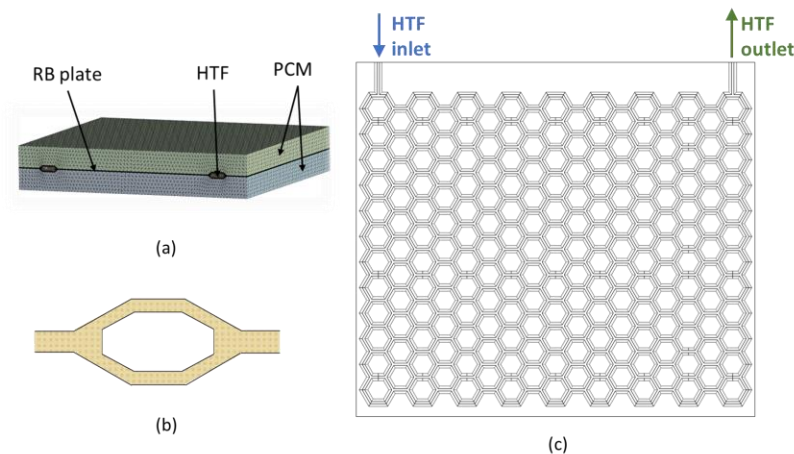 HTF
inlet
HTF
outlet
RB plate
HTF
PCM
(a)
(b)
(c)